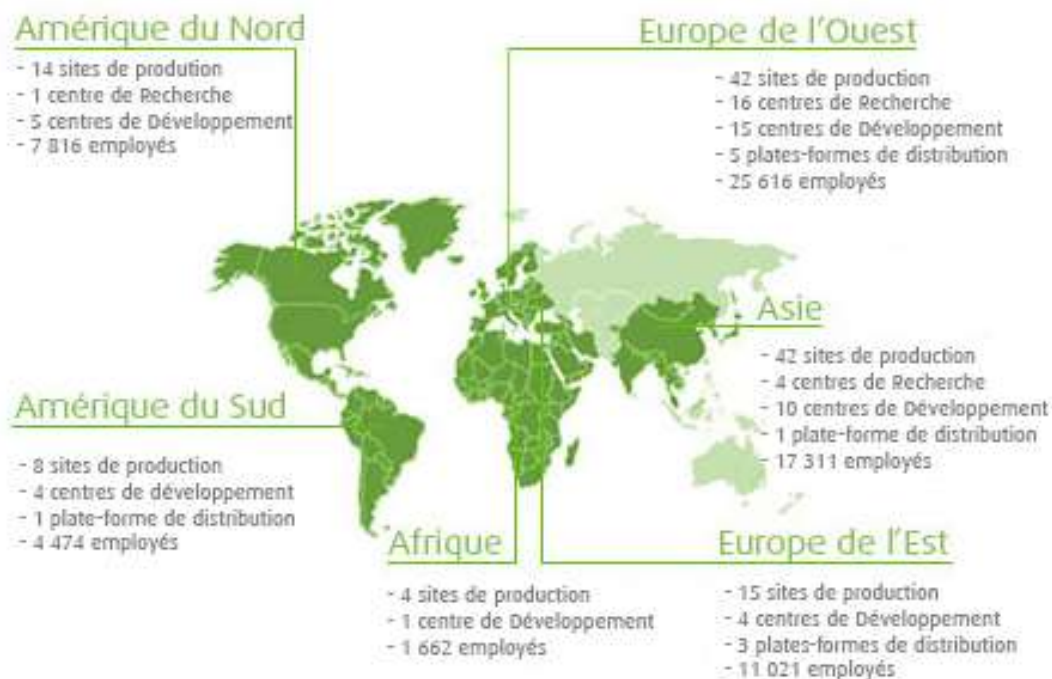 Amérique du Nord
- 14 sites de prodution
- 1 centre de Recherche
- 5 centres de Développement
- 7 816 employés
Europe de l'Ouest
- 42 sites de production
- 16 centres de Recherche
- 15 centres de Développement
- 5 plates-formes de distribution
- 25 616 employés
Asie
- 42 sites de production
- 4 centres de Recherche
- 10 centres de Développement
- 1 plate-forme de distribution
- 17 311 employés
Amérique du Sud
- 8 sites de production
- 4 centres de développement
- 1 plate-forme de distribution
- 4 474 employés
Afrique
- 4 sites de production
- 1 centre de Développement
- 1 662 employés
Europe de l'Est
- 15 sites de production
- 4 centres de Développement
- 3 plates-formes de distribution
- 11 021 employés